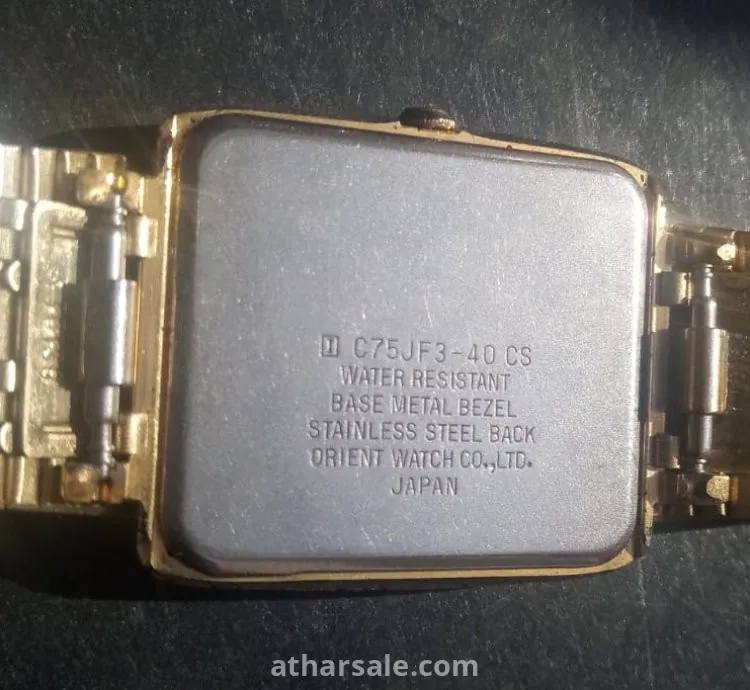 C75JF3-40 CS
WATER RESISTANT
BASE METAL BEZEL
STAINLESS STEEL BACK
ORIENT WATCH CO.,LTD.
JAPAN
atharsale.com